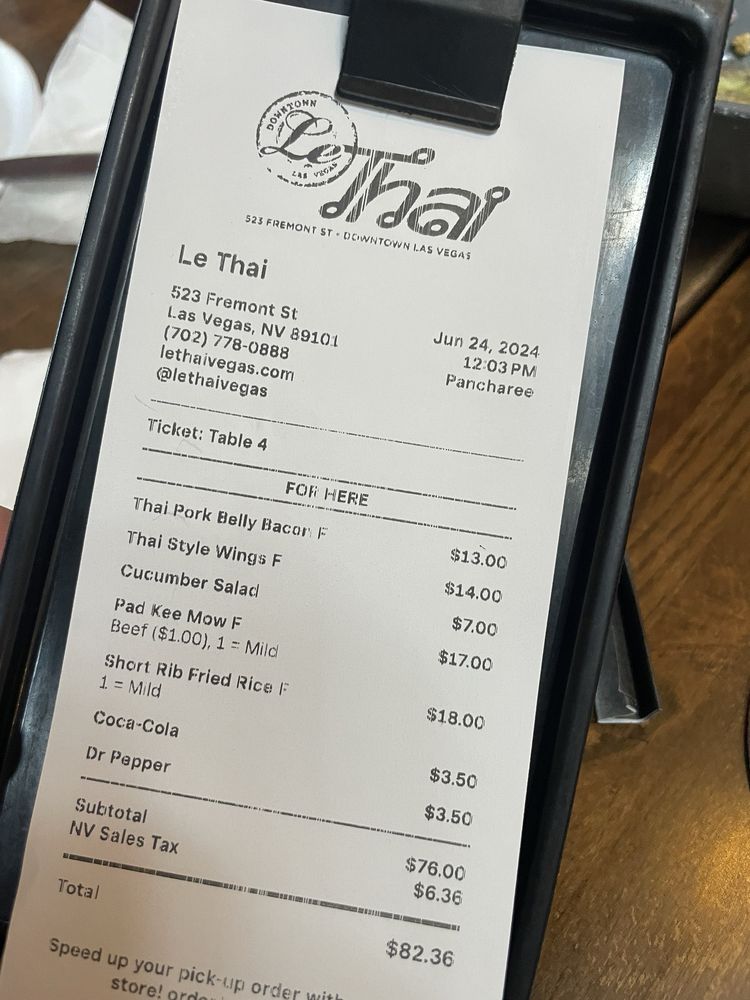 DOWNTOWN
Le Thai
LAS VEGAS
523 FREMONT ST • DOWNTOWN LAS VEGAS
Le Thai
523 Fremont St
Las Vegas, NV 89101
(702) 778-0888
lethaivegas.com
@lethaivegas
Jun 24, 2024
12:03 PM
Pancharee
Ticket: Table 4
FOR HERE
Thai Pork Belly Bacon F $13.00
Thai Style Wings F $14.00
Cucumber Salad $7.00
Pad Kee Mow F $17.00
Beef ($1.00), 1 = Mild
Short Rib Fried Rice F $18.00
1 = Mild
Coca-Cola $3.50
Dr Pepper $3.50
Subtotal $76.00
NV Sales Tax $6.36
Total $82.36
Speed up your pick-up order with
store!